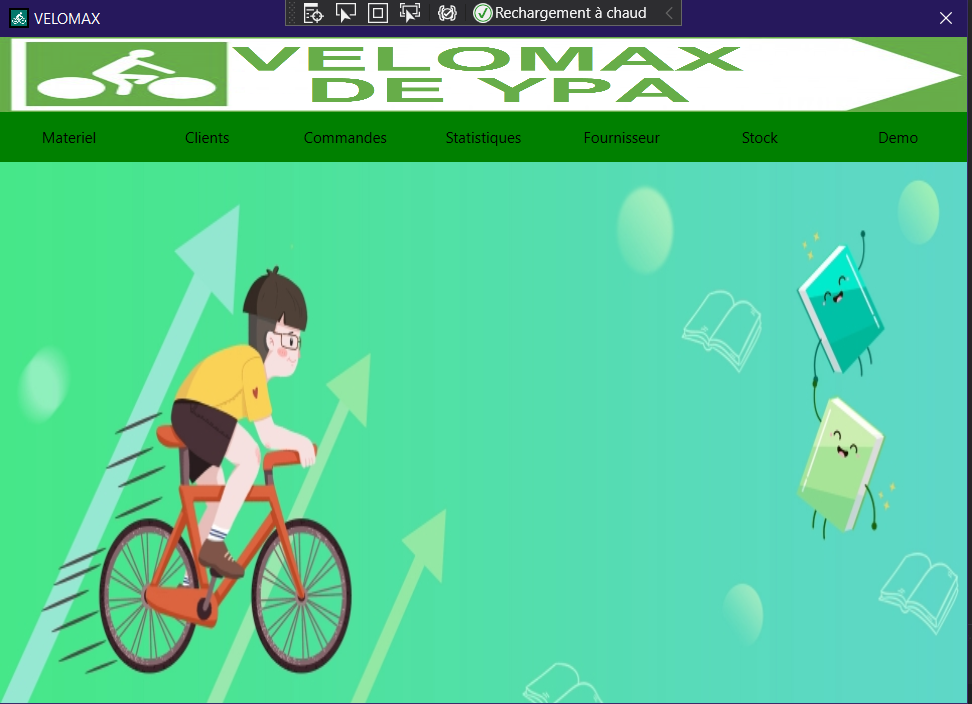 VELOMAX
Rechargement à chaud
VELOMAX
DE YPA
Materiel Clients Commandes Statistiques Fournisseur Stock Demo